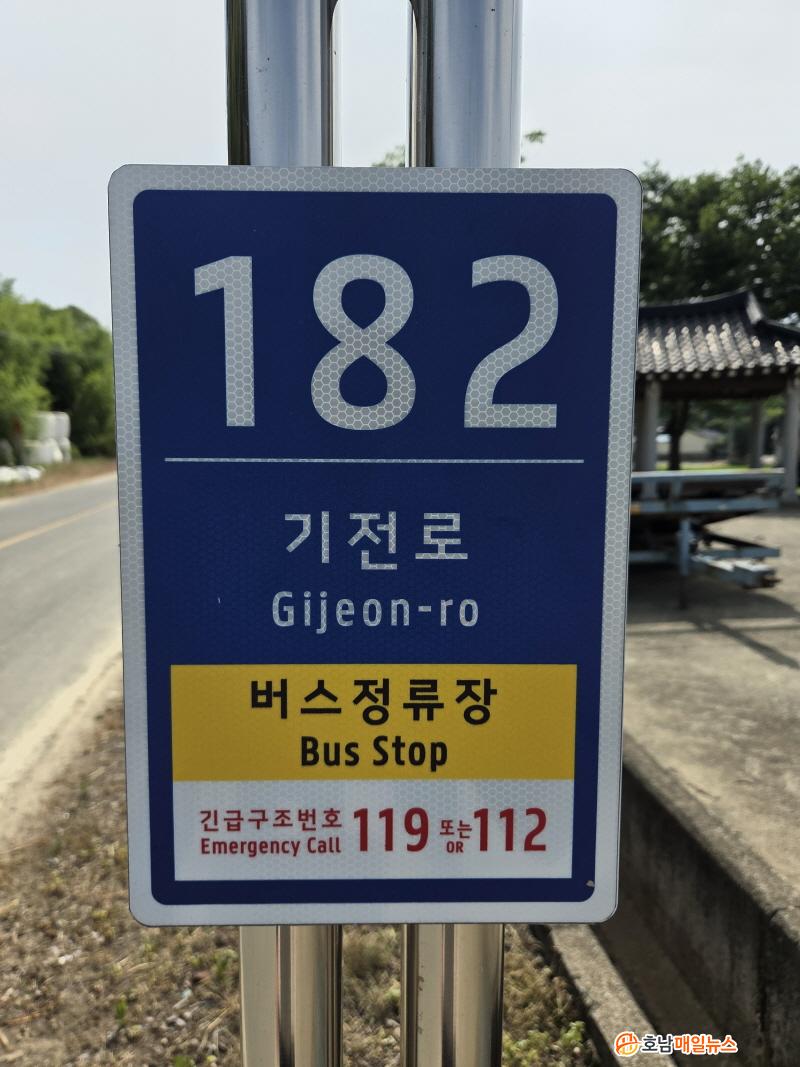 182
기전로
Gijeon-ro
버스정류장
Bus Stop
긴급구조번호 119 또는 112
Emergency Call OR
호남매일뉴스